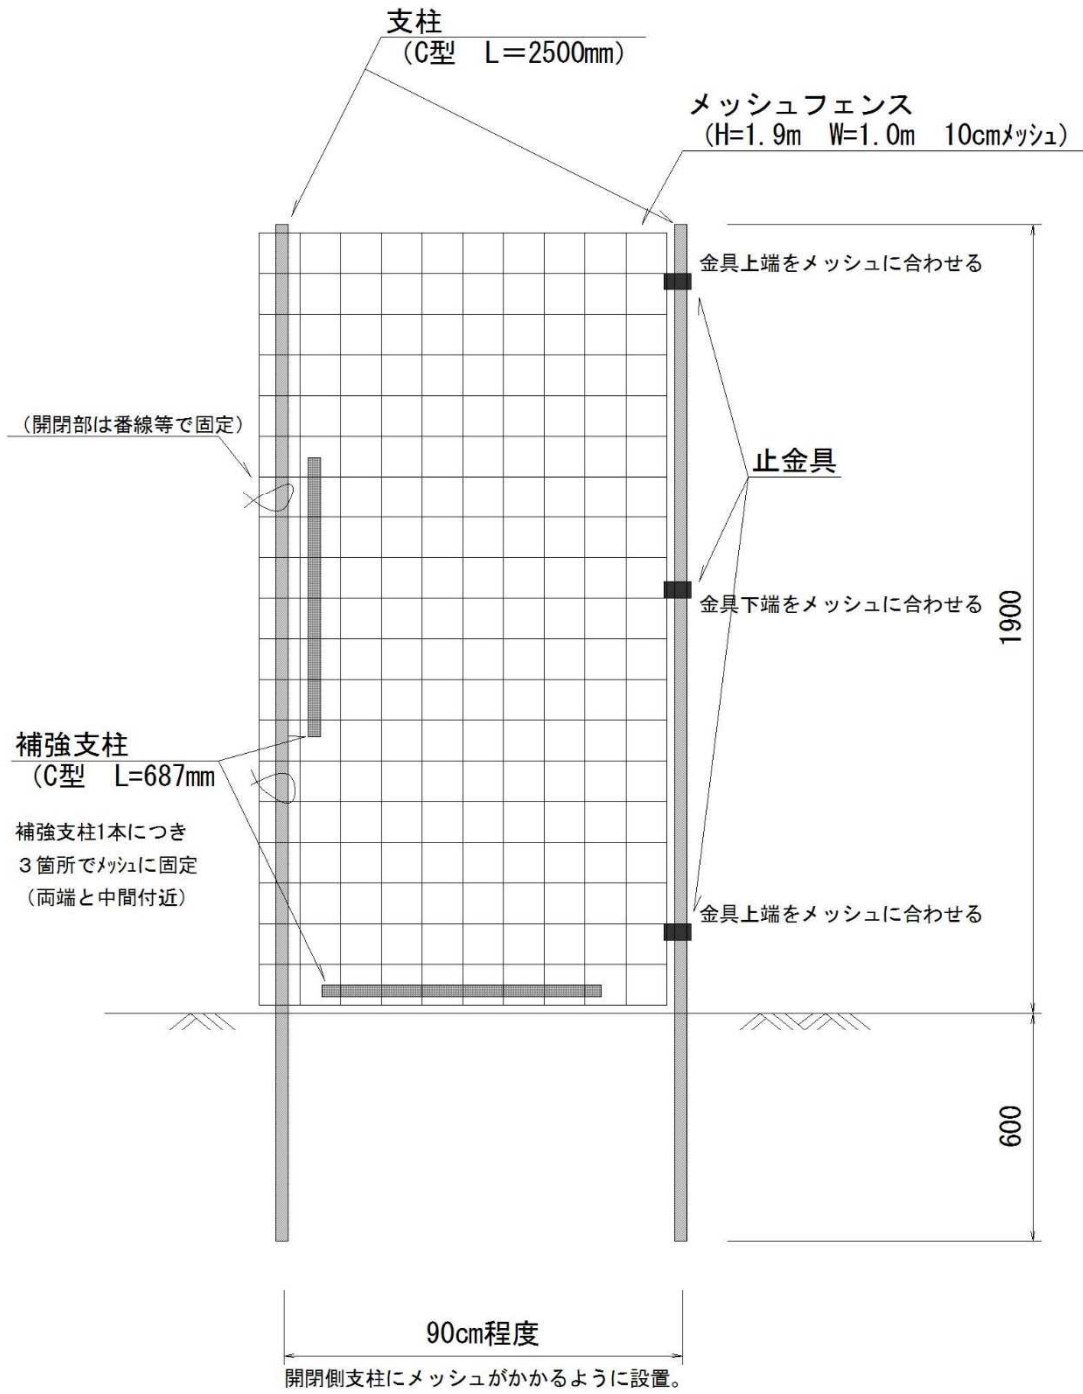 支柱
（C型　L＝2500mm）
メッシュフェンス
（H=1.9m　W=1.0m　10cmメッシュ）
金具上端をメッシュに合わせる
（開閉部は番線等で固定）
止金具
金具下端をメッシュに合わせる
1900
補強支柱
（C型　L=687mm
補強支柱1本につき
３箇所でメッシュに固定
（両端と中間付近）
金具上端をメッシュに合わせる
600
90cm程度
開閉側支柱にメッシュがかかるように設置。